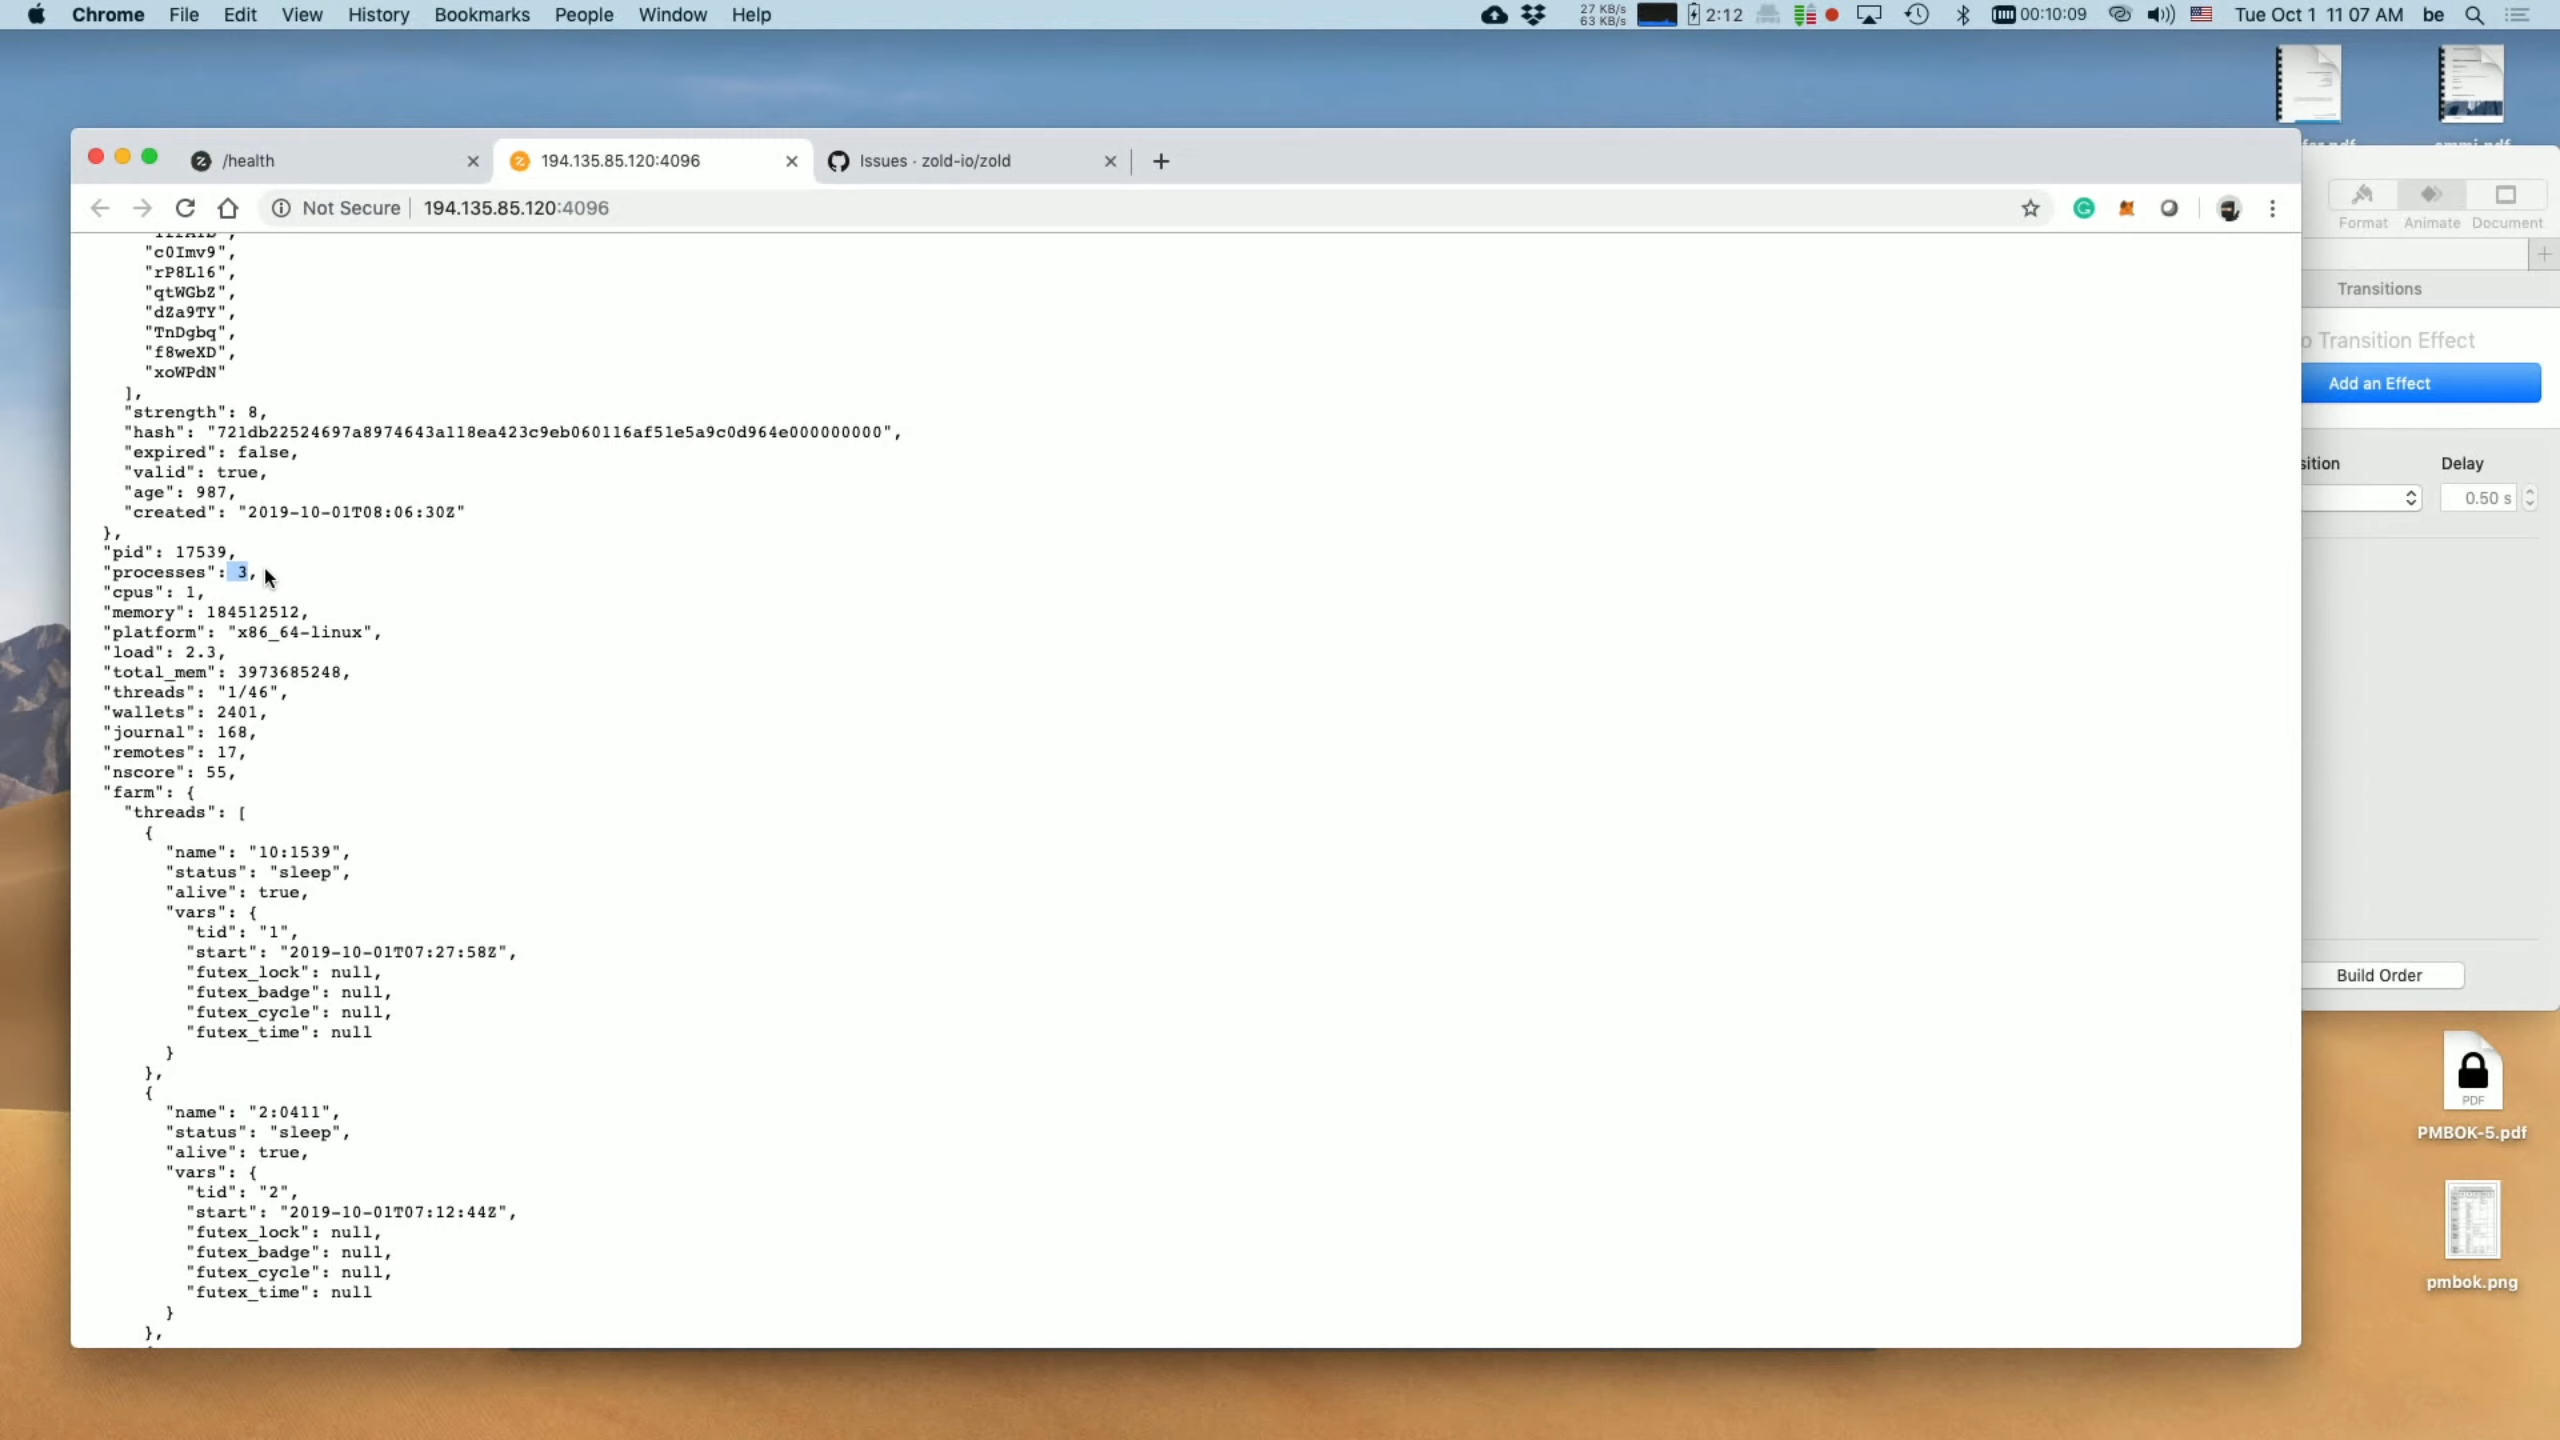 Chrome File Edit View History Bookmarks People Window Help
27 KB/s
63 KB/s
2:12
00:10:09
Tue Oct 1 11 07 AM be
/health
194.135.85.120:4096
Issues · zold-io/zold
Not Secure
194.135.85.120:4096
"c0Imv9",
"rP8L16",
"qtWGbZ",
"dZa9TY",
"TnDgbq",
"f8weXD",
"xoWPdN"
],
"strength": 8,
"hash": "721db22524697a8974643a118ea423c9eb060116af51e5a9c0d964e000000000",
"expired": false,
"valid": true,
"age": 987,
"created": "2019-10-01T08:06:30Z"
},
"pid": 17539,
"processes": 3,
"cpus": 1,
"memory": 184512512,
"platform": "x86_64-linux",
"load": 2.3,
"total_mem": 3973685248,
"threads": "1/46",
"wallets": 2401,
"journal": 168,
"remotes": 17,
"nscore": 55,
"farm": {
"threads": [
{
"name": "10:1539",
"status": "sleep",
"alive": true,
"vars": {
"tid": "1",
"start": "2019-10-01T07:27:58Z",
"futex_lock": null,
"futex_badge": null,
"futex_cycle": null,
"futex_time": null
}
},
{
"name": "2:0411",
"status": "sleep",
"alive": true,
"vars": {
"tid": "2",
"start": "2019-10-01T07:12:44Z",
"futex_lock": null,
"futex_badge": null,
"futex_cycle": null,
"futex_time": null
}
},
Format Animate Document
Transitions
o Transition Effect
Add an Effect
sition
Delay
0.50 s
Build Order
PDF
PMBOK-5.pdf
pmbok.png